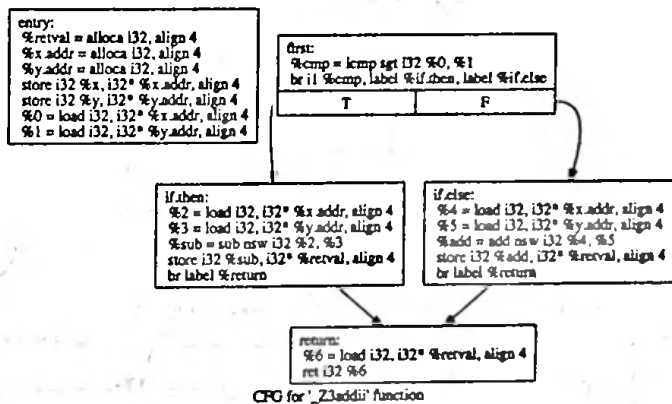 entry:
%retval = alloca i32, align 4
%x.addr = alloca i32, align 4
%y.addr = alloca i32, align 4
store i32 %x, i32* %x.addr, align 4
store i32 %y, i32* %y.addr, align 4
%0 = load i32, i32* %x.addr, align 4
%1 = load i32, i32* %y.addr, align 4
first:
%cmp = icmp sgt i32 %0, %1
br i1 %cmp, label %if.then, label %if.else
T
F
if.then:
%2 = load i32, i32* %x.addr, align 4
%3 = load i32, i32* %y.addr, align 4
%sub = sub nsw i32 %2, %3
store i32 %sub, i32* %retval, align 4
br label %return
if.else:
%4 = load i32, i32* %x.addr, align 4
%5 = load i32, i32* %y.addr, align 4
%add = add nsw i32 %4, %5
store i32 %add, i32* %retval, align 4
br label %return
return:
%6 = load i32, i32* %retval, align 4
ret i32 %6
CFG for '_Z3addii' function